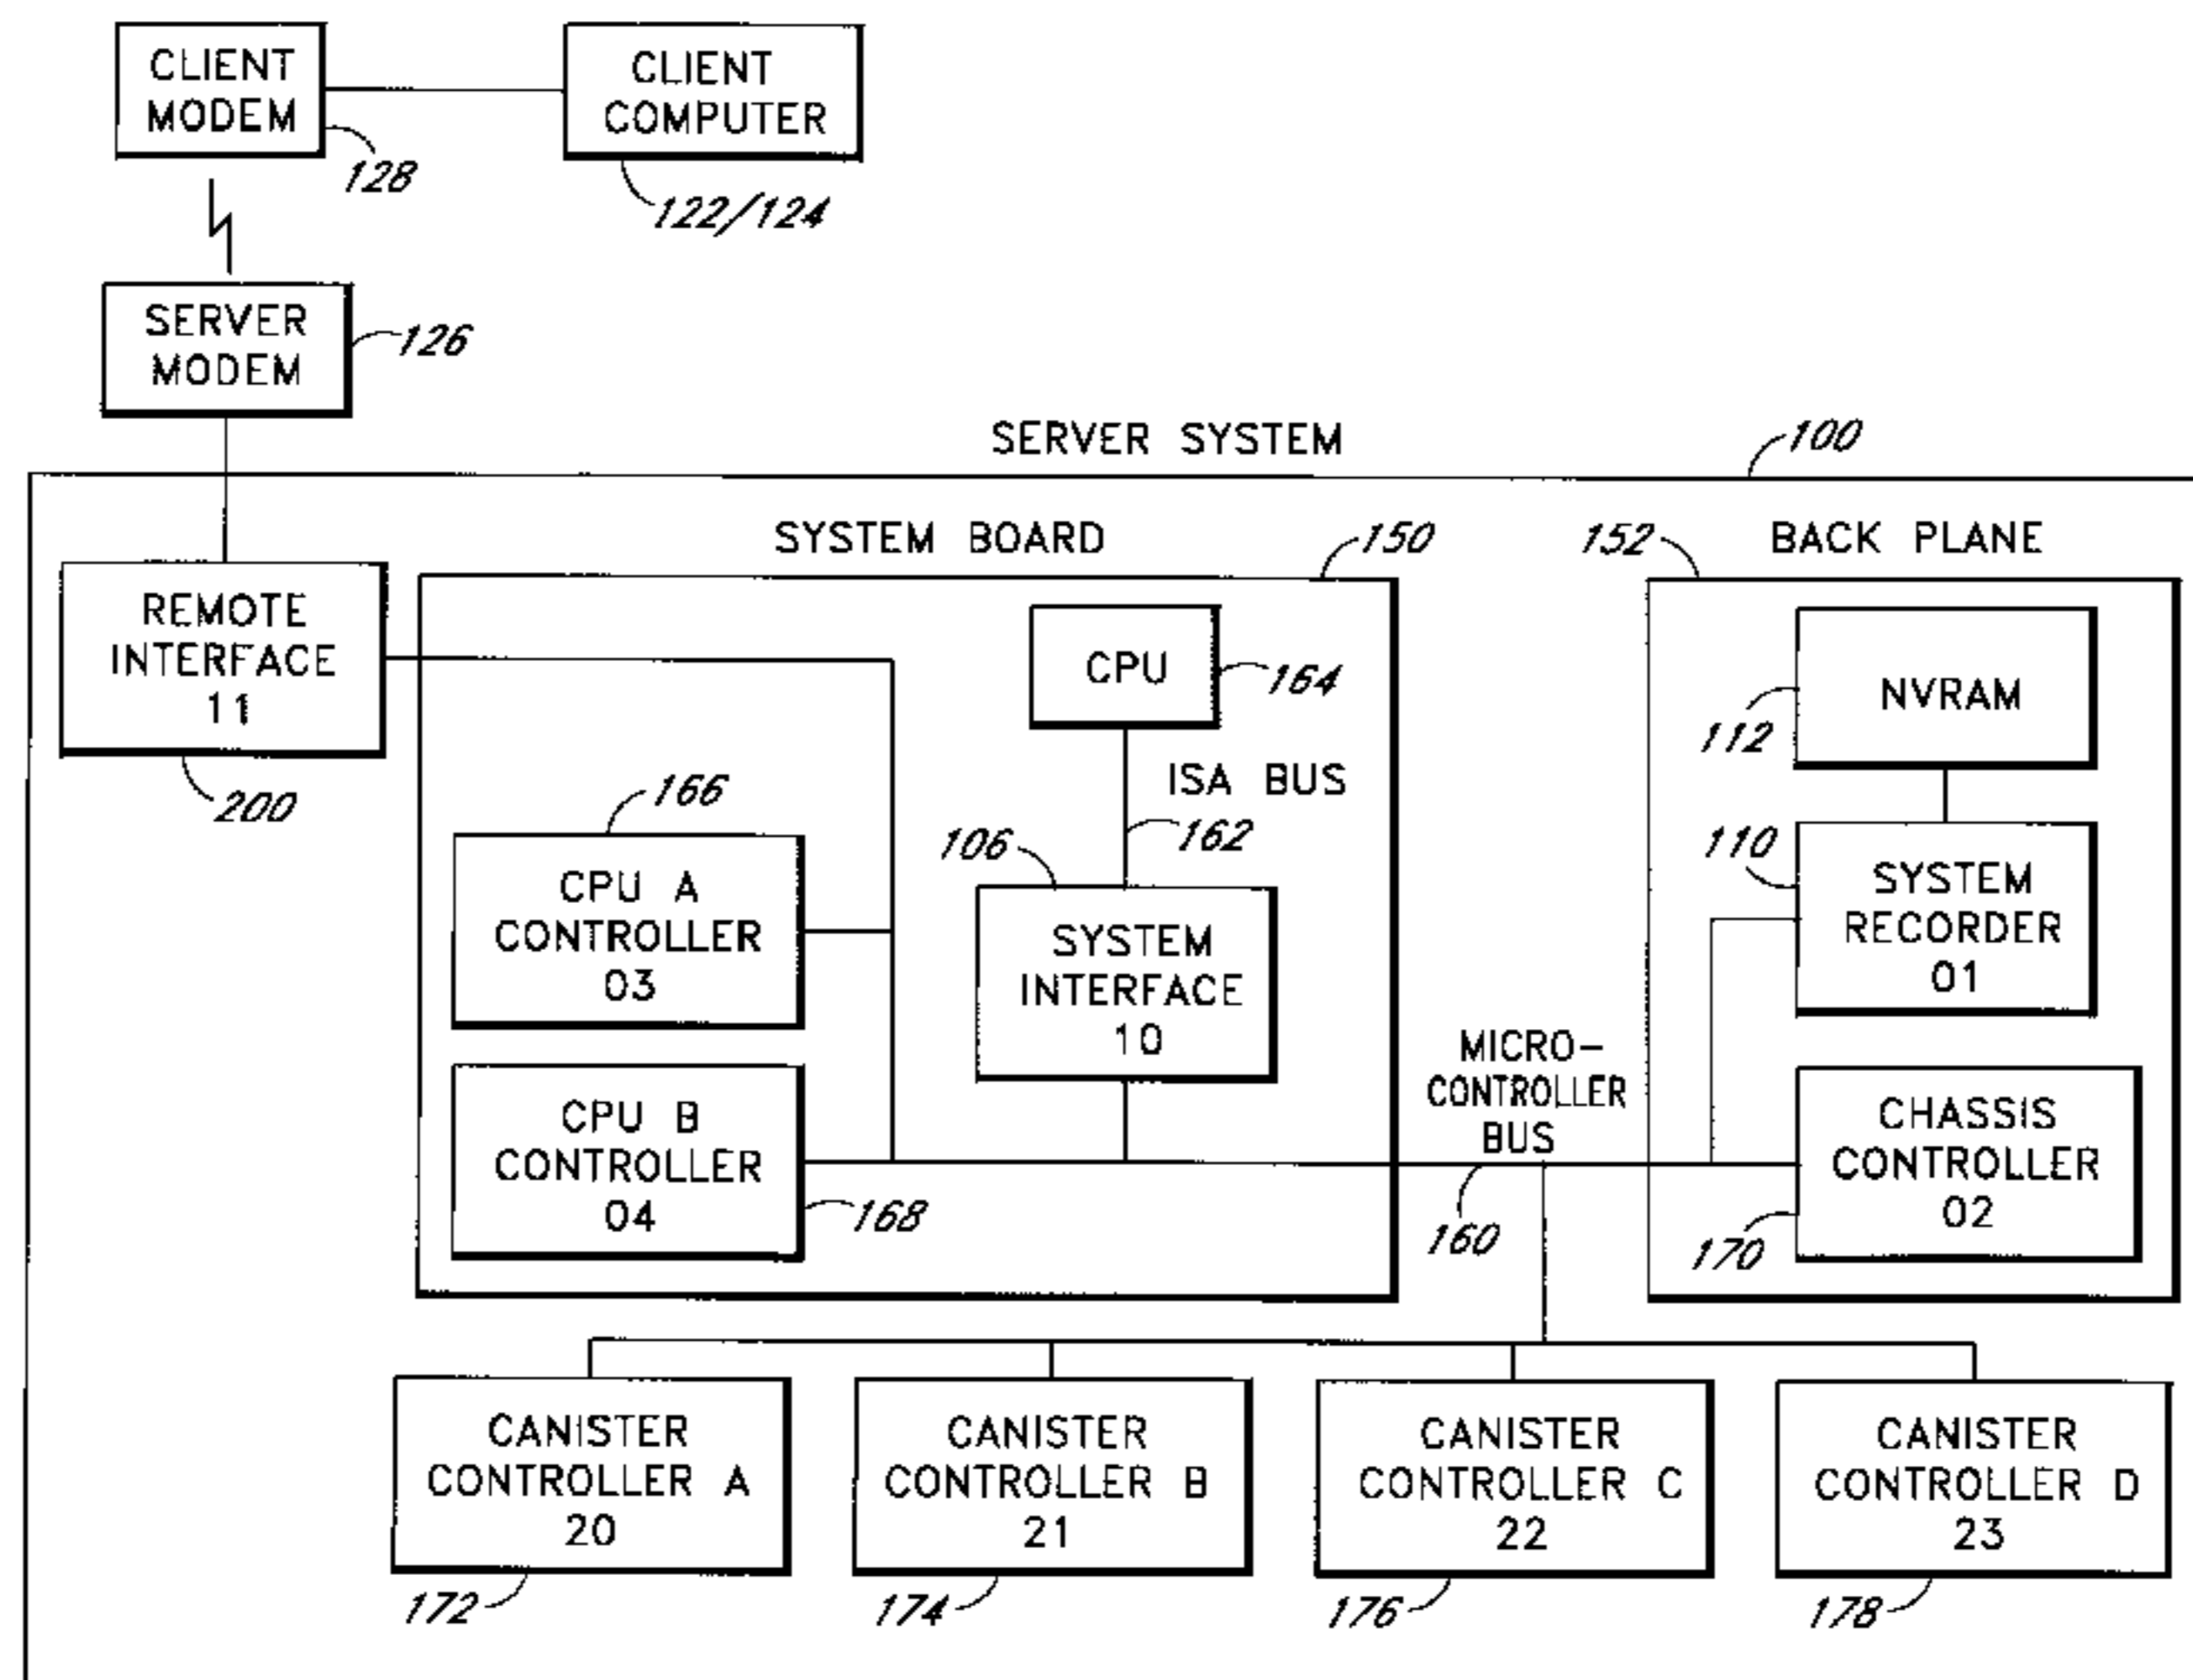 CLIENT
MODEM
128
CLIENT
COMPUTER
122/124
SERVER
MODEM
126
SERVER SYSTEM
100
SYSTEM BOARD
150
152
BACK PLANE
REMOTE
INTERFACE
11
200
CPU
164
ISA BUS
162
NVRAM
112
166
CPU A
CONTROLLER
03
106
SYSTEM
INTERFACE
10
110
SYSTEM
RECORDER
01
CPU B
CONTROLLER
04
168
MICRO-
CONTROLLER
BUS
160
CHASSIS
CONTROLLER
02
170
CANISTER
CONTROLLER A
20
172
CANISTER
CONTROLLER B
21
174
CANISTER
CONTROLLER C
22
176
CANISTER
CONTROLLER D
23
178